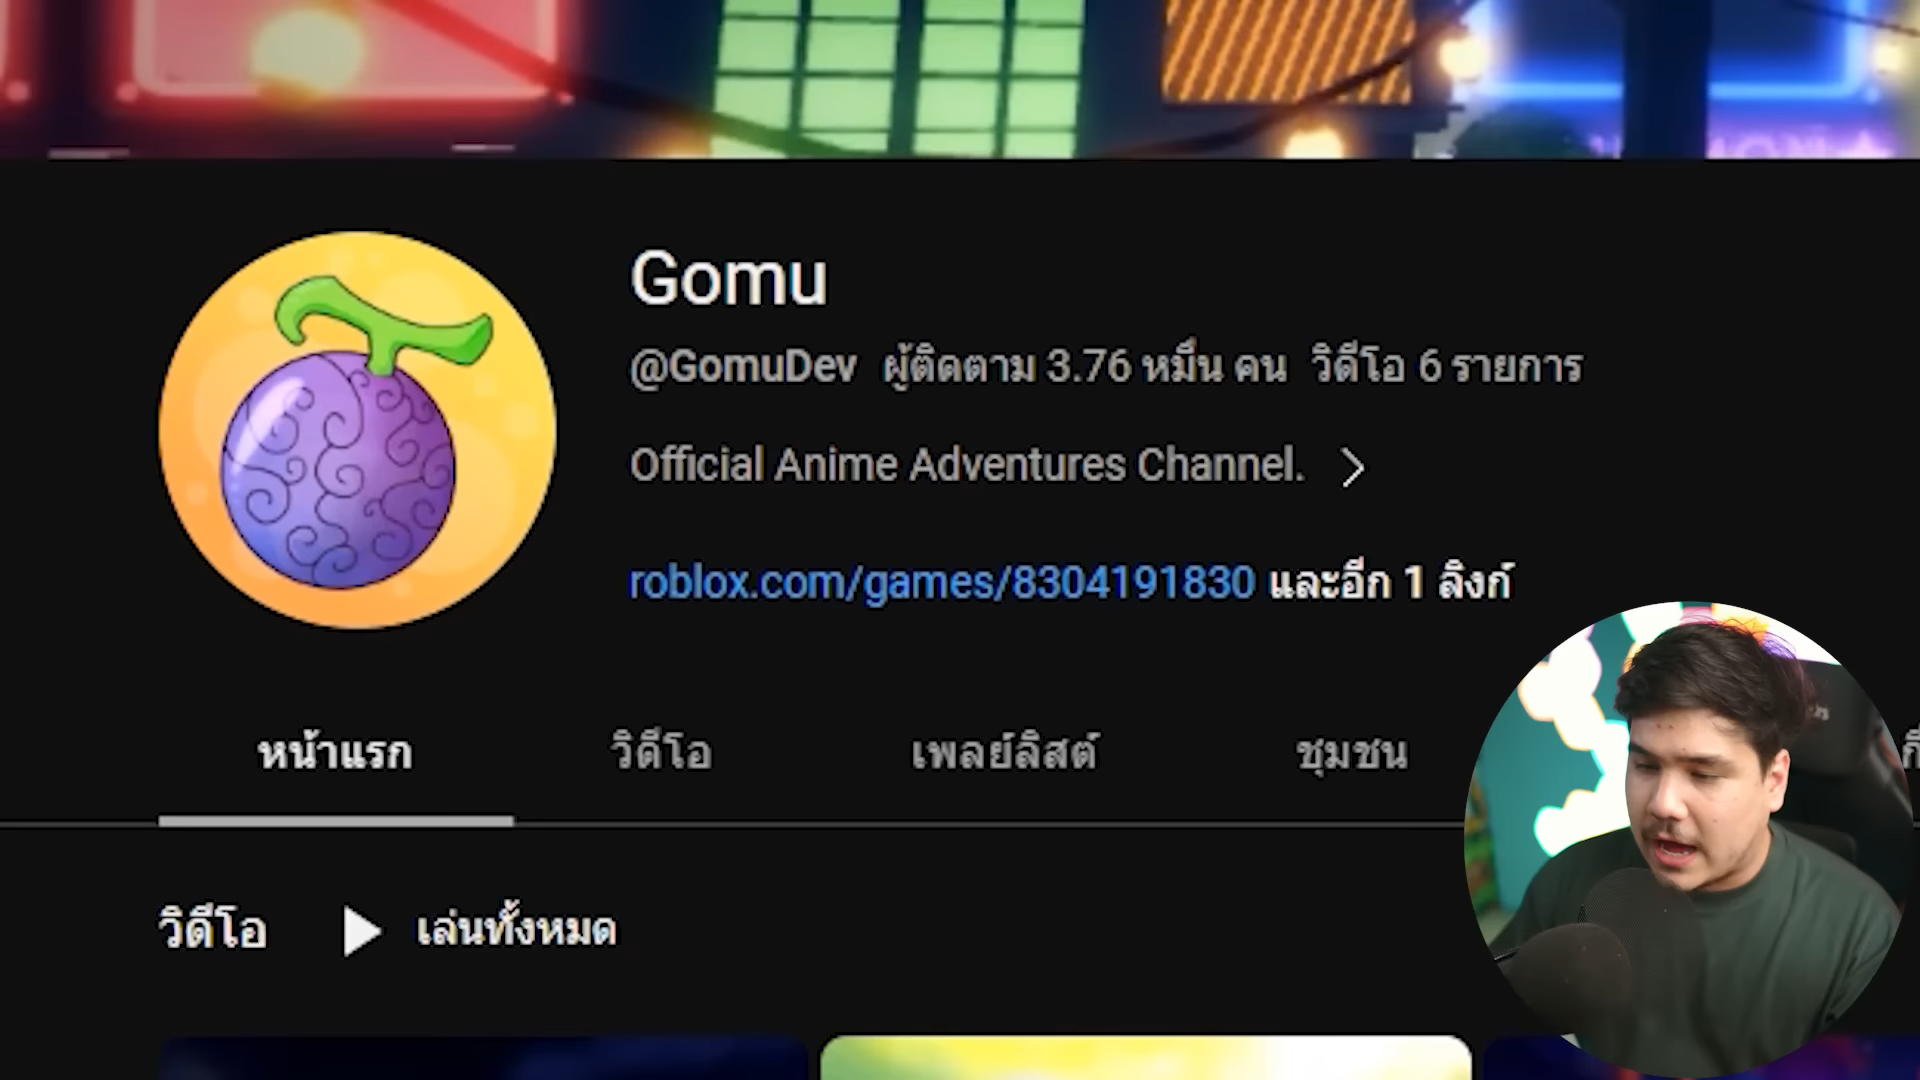 Gomu
@GomuDev ผู้ติดตาม 3.76 หมื่น คน วิดีโอ 6 รายการ
Official Anime Adventures Channel.
roblox.com/games/8304191830 และอีก 1 ลิงก์
หน้าแรก วิดีโอ เพลย์ลิสต์ ชุมชน
วิดีโอ เล่นทั้งหมด